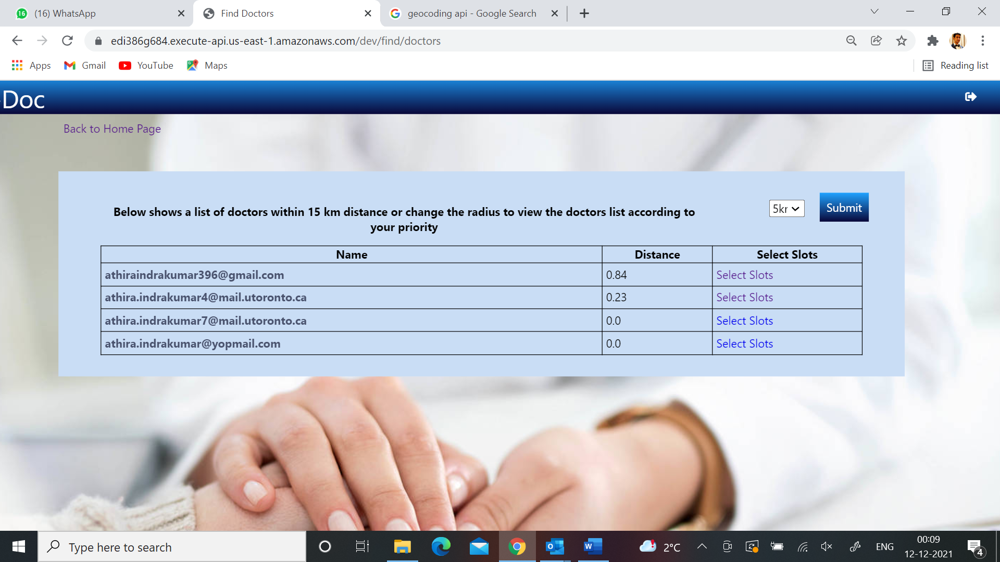 16 (16) WhatsApp
Find Doctors
geocoding api - Google Search
edi386g684.execute-api.us-east-1.amazonaws.com/dev/find/doctors
Apps
Gmail
YouTube
Maps
Reading list
Doc
Back to Home Page
Below shows a list of doctors within 15 km distance or change the radius to view the doctors list according to
your priority
5kr
Submit
Name Distance Select Slots
athiraindrakumar396@gmail.com 0.84 Select Slots
athira.indrakumar4@mail.utoronto.ca 0.23 Select Slots
athira.indrakumar7@mail.utoronto.ca 0.0 Select Slots
athira.indrakumar@yopmail.com 0.0 Select Slots
Type here to search
2°C
ENG
00:09
12-12-2021
4